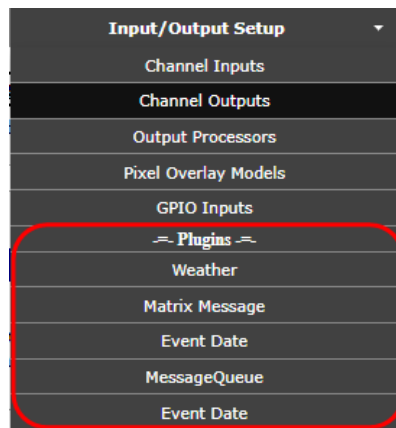 Input/Output Setup
Channel Inputs
Channel Outputs
Output Processors
Pixel Overlay Models
GPIO Inputs
-=- Plugins -=-
Weather
Matrix Message
Event Date
MessageQueue
Event Date